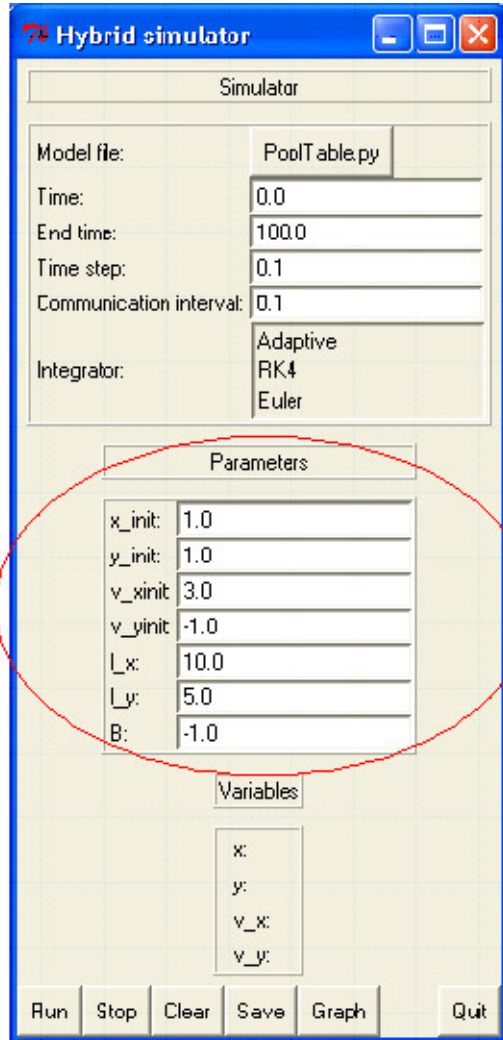 Hybrid simulator
Simulator
Model file: PoolTable.py
Time: 0.0
End time: 100.0
Time step: 0.1
Communication interval: 0.1
Adaptive
Integrator: RK4
Euler
Parameters
x_init: 1.0
y_init: 1.0
v_xinit 3.0
v_yinit -1.0
l_x: 10.0
l_y: 5.0
B: -1.0
Variables
x:
y:
v_x:
v_y:
Run Stop Clear Save Graph Quit